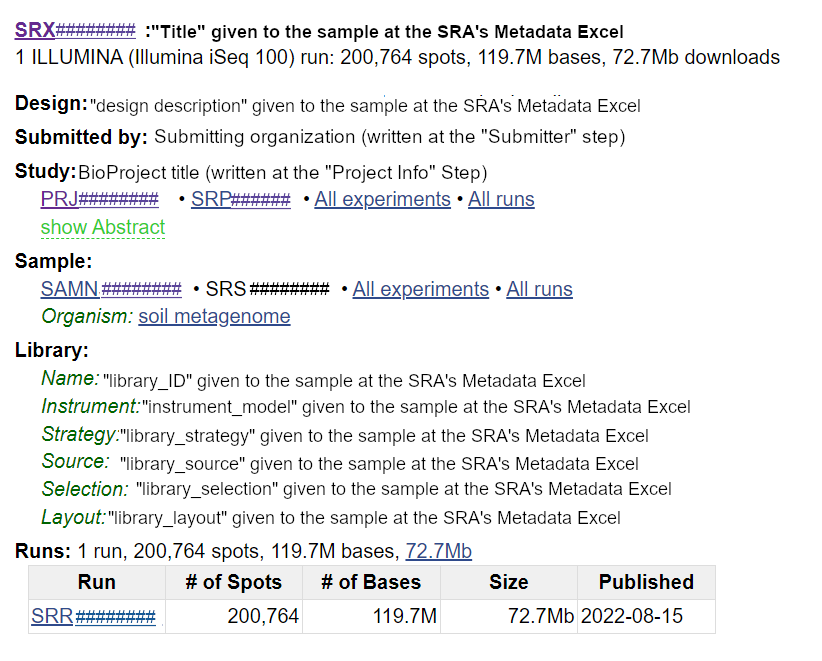 SRX######## :"Title" given to the sample at the SRA's Metadata Excel
1 ILLUMINA (Illumina iSeq 100) run: 200,764 spots, 119.7M bases, 72.7Mb downloads
Design: "design description" given to the sample at the SRA's Metadata Excel
Submitted by: Submitting organization (written at the "Submitter" step)
Study: BioProject title (written at the "Project Info" Step)
PRJ######## • SRP###### • All experiments • All runs
show Abstract
Sample:
SAMN######## • SRS######## • All experiments • All runs
Organism: soil metagenome
Library:
Name: "library_ID" given to the sample at the SRA's Metadata Excel
Instrument: "instrument_model" given to the sample at the SRA's Metadata Excel
Strategy: "library_strategy" given to the sample at the SRA's Metadata Excel
Source: "library_source" given to the sample at the SRA's Metadata Excel
Selection: "library_selection" given to the sample at the SRA's Metadata Excel
Layout: "library_layout" given to the sample at the SRA's Metadata Excel
Runs: 1 run, 200,764 spots, 119.7M bases, 72.7Mb
Run # of Spots # of Bases Size Published
SRR######## 200,764 119.7M 72.7Mb 2022-08-15